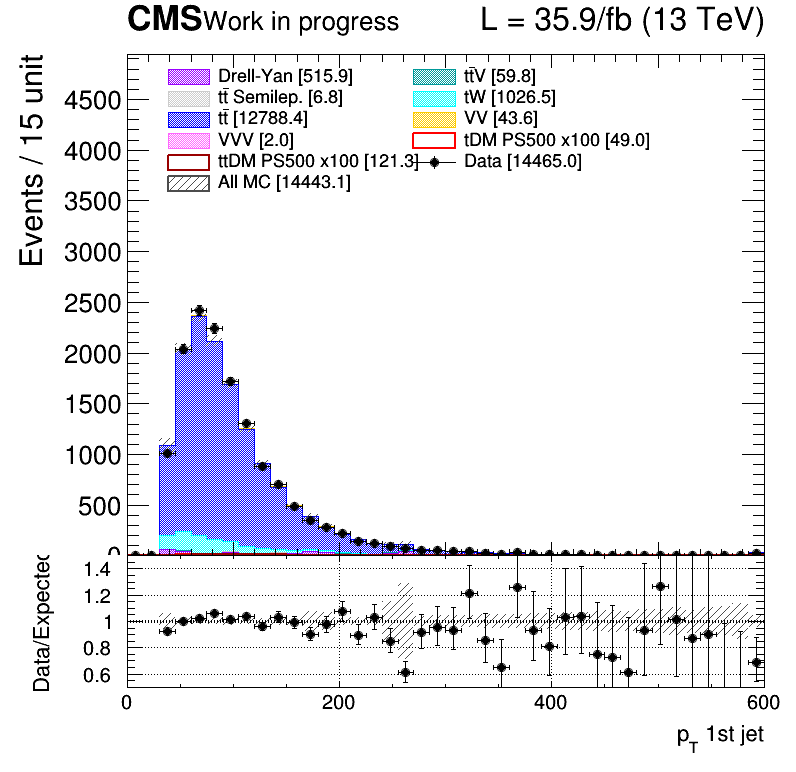 CMS Work in progress L = 35.9/fb (13 TeV)
Events / 15 unit
4500
4000
3500
3000
2500
2000
1500
1000
500
0
Drell-Yan [515.9]
tt̄V [59.8]
tt̄ Semilep. [6.8]
tW [1026.5]
tt̄ [12788.4]
VV [43.6]
VVV [2.0]
tDM PS500 x100 [49.0]
ttDM PS500 x100 [121.3]
Data [14465.0]
All MC [14443.1]
Data/Expected
1.4
1.2
1
0.8
0.6
0 200 400 600
p_T 1st jet